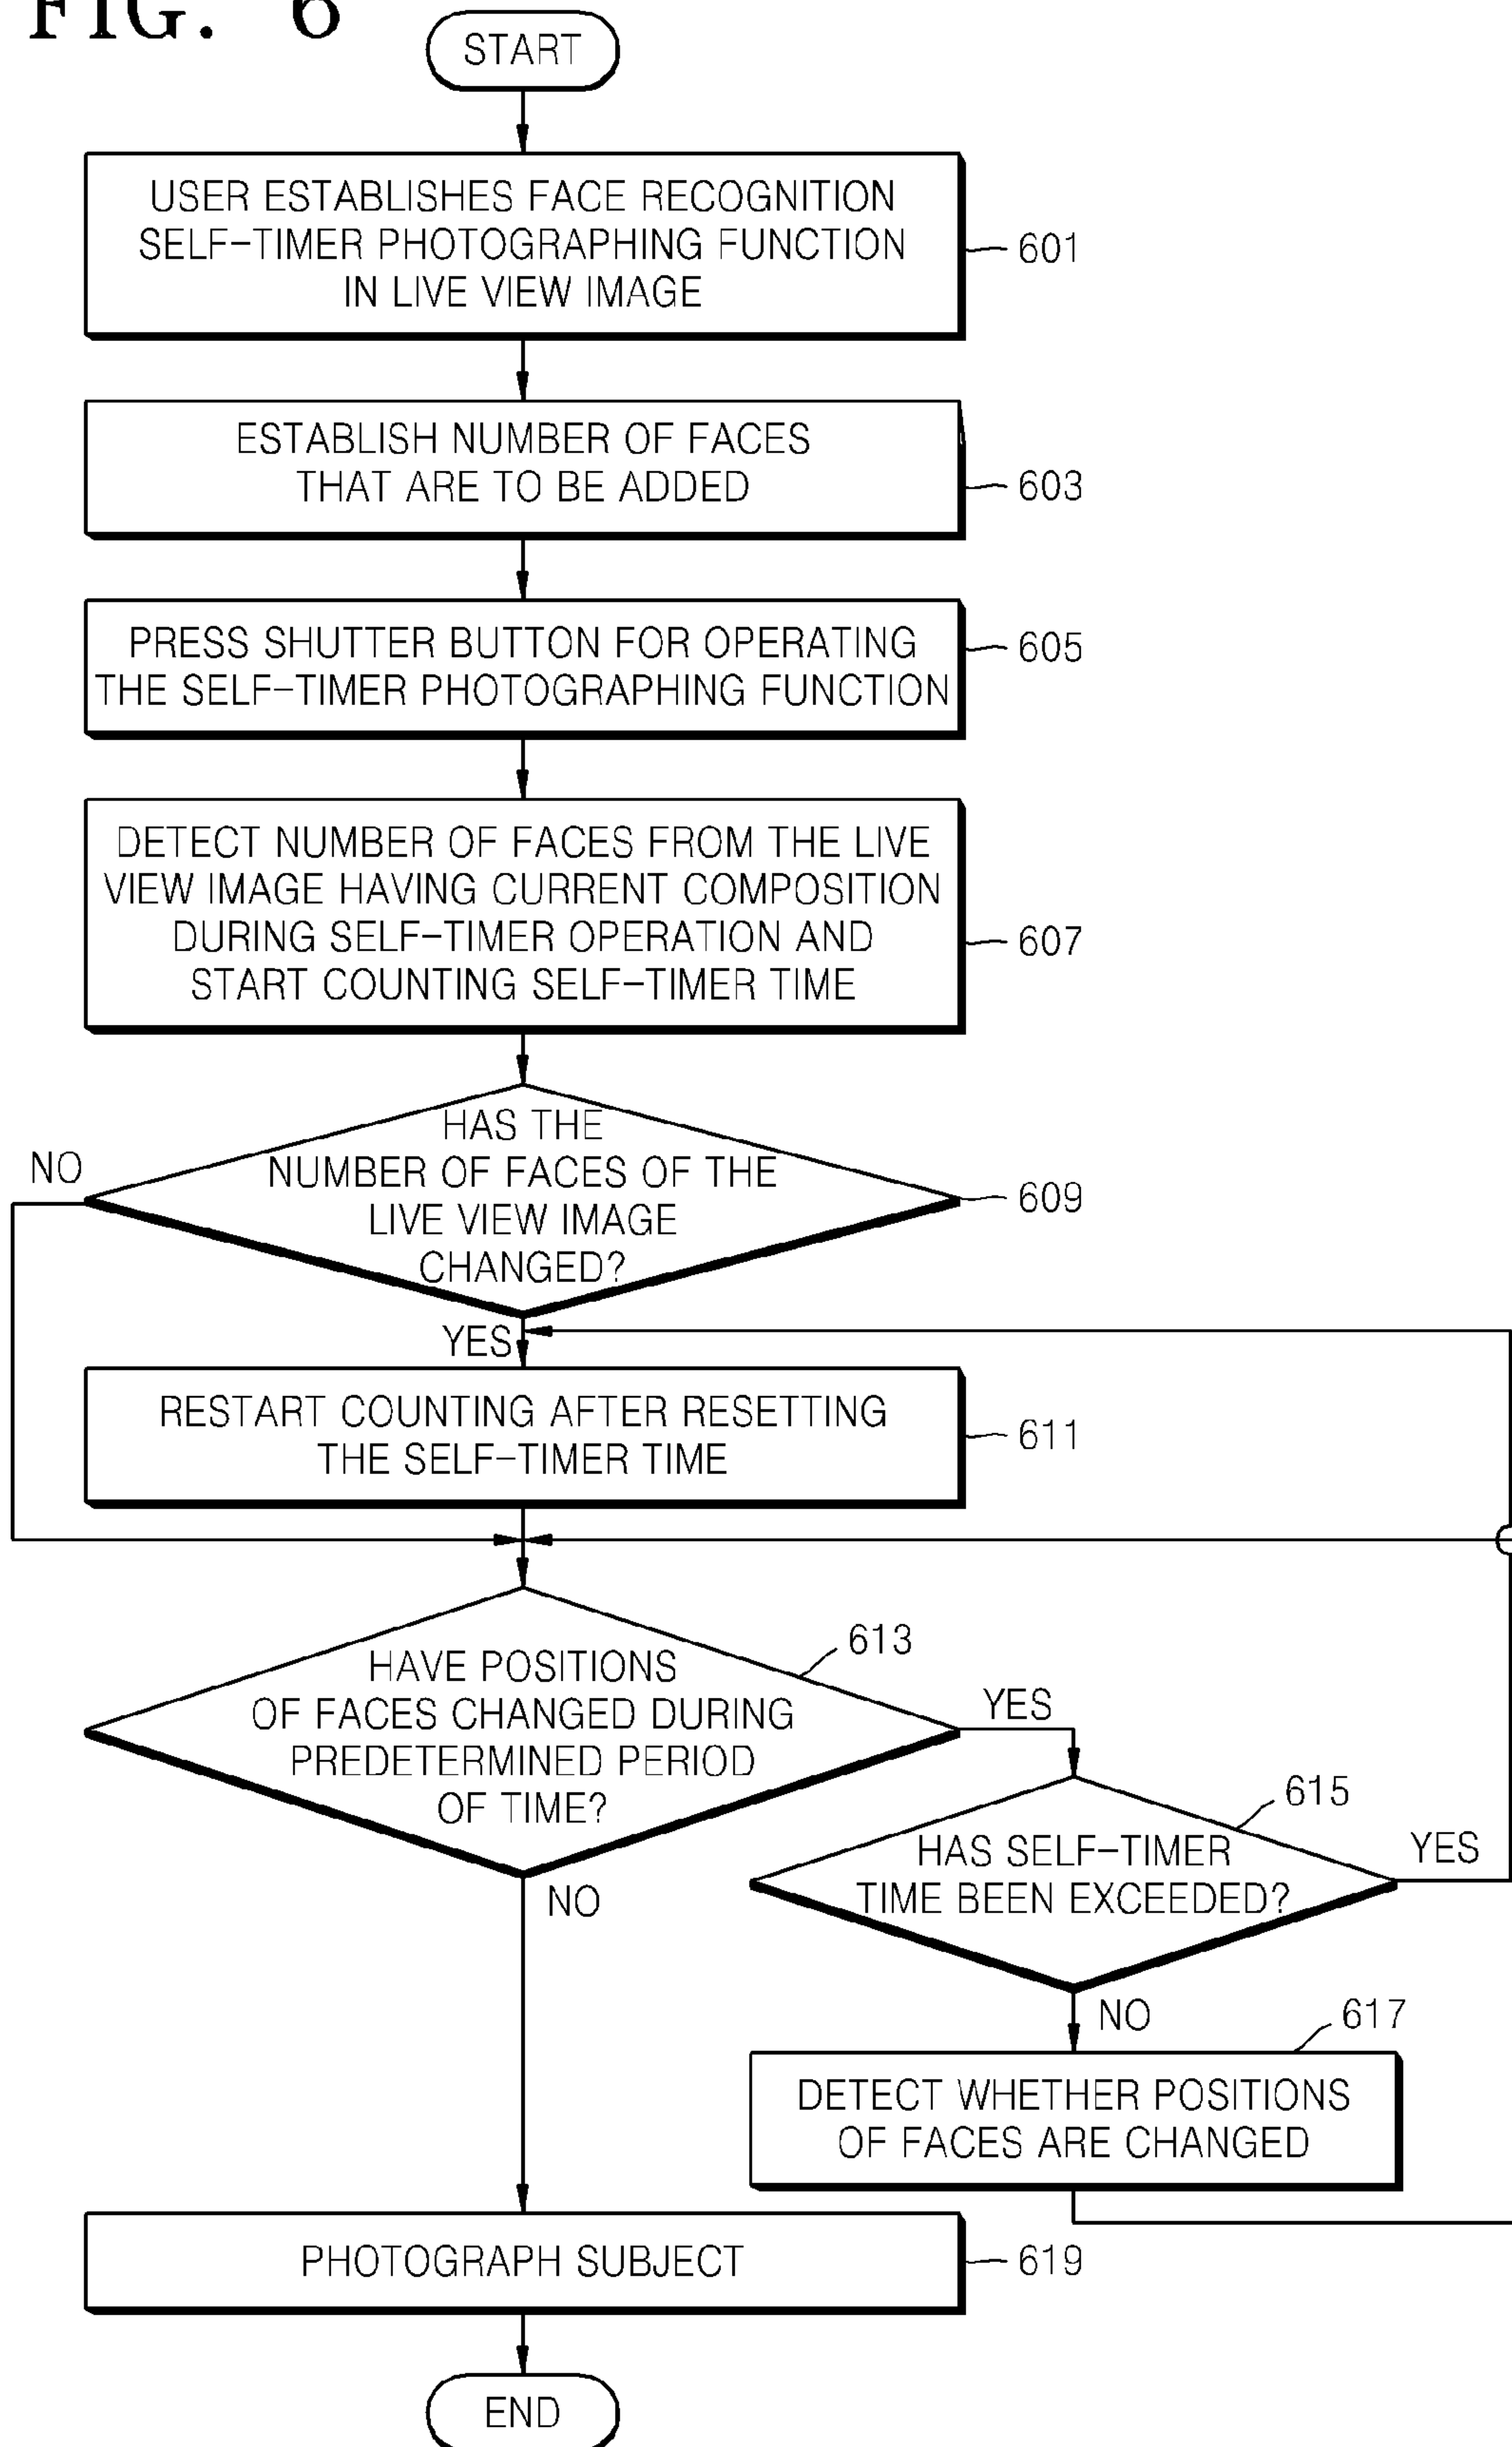 FIG. 6
START
USER ESTABLISHES FACE RECOGNITION
SELF-TIMER PHOTOGRAPHING FUNCTION
IN LIVE VIEW IMAGE
601
ESTABLISH NUMBER OF FACES
THAT ARE TO BE ADDED
603
PRESS SHUTTER BUTTON FOR OPERATING
THE SELF-TIMER PHOTOGRAPHING FUNCTION
605
DETECT NUMBER OF FACES FROM THE LIVE
VIEW IMAGE HAVING CURRENT COMPOSITION
DURING SELF-TIMER OPERATION AND
START COUNTING SELF-TIMER TIME
607
NO
HAS THE
NUMBER OF FACES OF THE
LIVE VIEW IMAGE
CHANGED?
609
YES
RESTART COUNTING AFTER RESETTING
THE SELF-TIMER TIME
611
HAVE POSITIONS
OF FACES CHANGED DURING
PREDETERMINED PERIOD
OF TIME?
613
YES
NO
HAS SELF-TIMER
TIME BEEN EXCEEDED?
615
YES
NO
DETECT WHETHER POSITIONS
OF FACES ARE CHANGED
617
PHOTOGRAPH SUBJECT
619
END